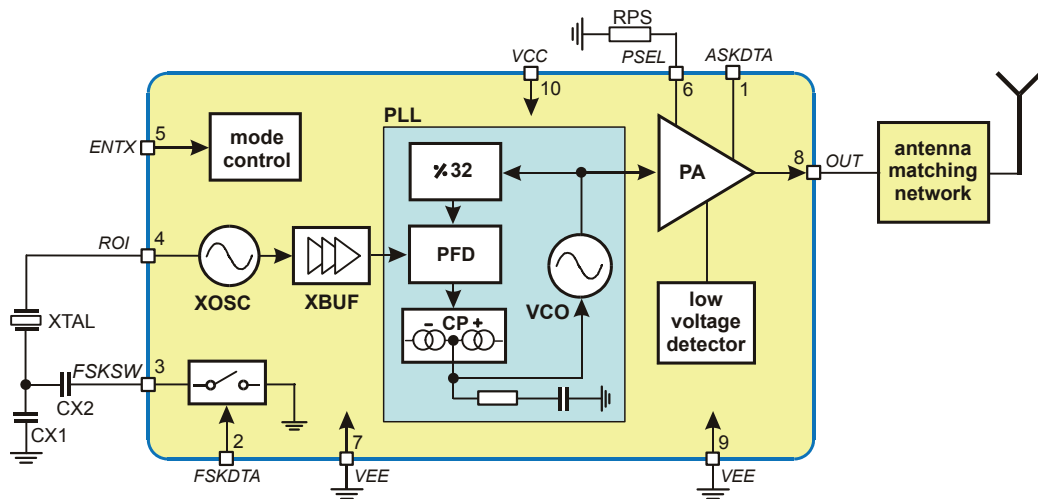 RPS
VCC
PSEL
ASKDTA
10
6
1
PLL
5
ENTX
mode
control
% 32
PA
8
OUT
antenna
matching
network
ROI
4
XOSC
XBUF
PFD
VCO
XTAL
- CP +
low
voltage
detector
FSKSW
3
CX2
CX1
2
FSKDTA
7
VEE
9
VEE